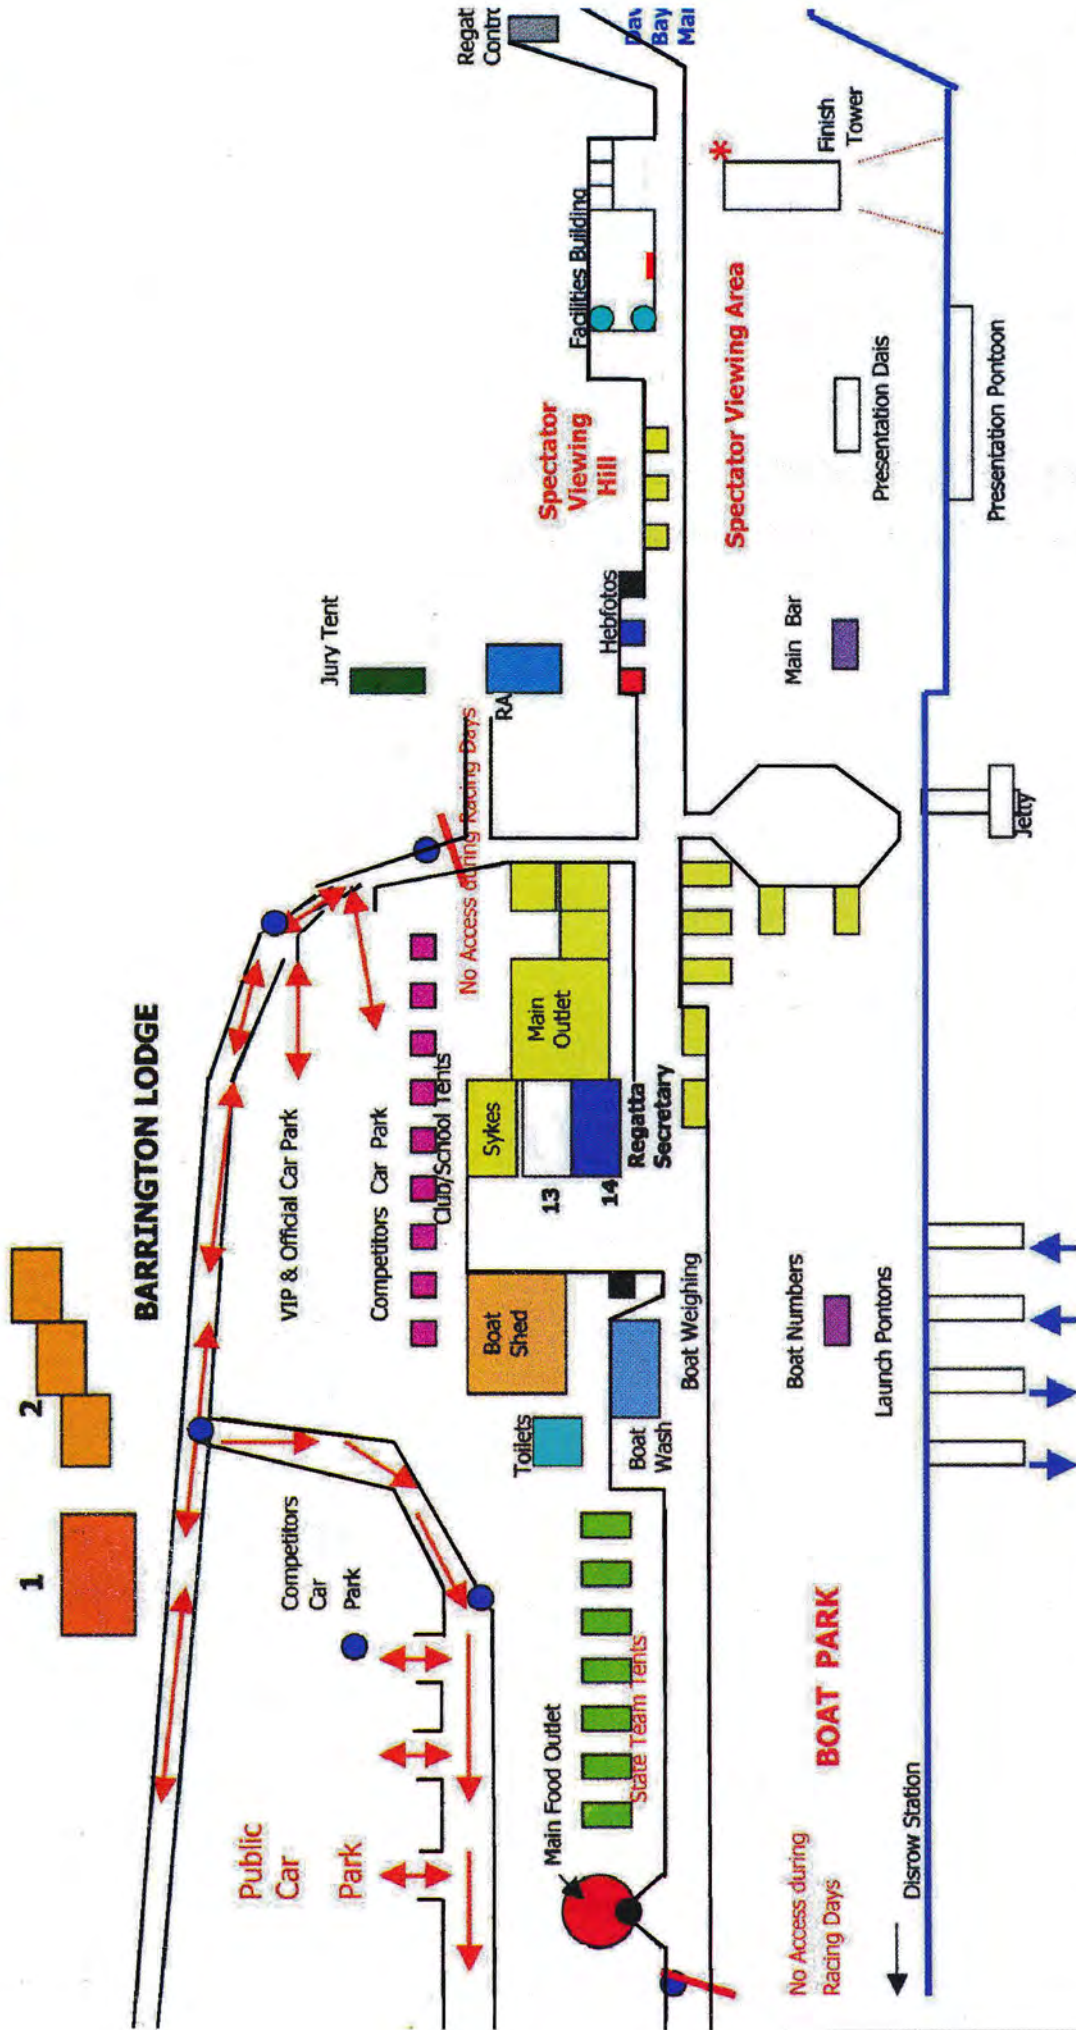 1
2
BARRINGTON LODGE
Public
Car
Park
Competitors
Car
Park
VIP & Official Car Park
Competitors Car Park
Club/School Tents
No Access during Racing Days
Jury Tent
RA
Spectator
Viewing
Hill
Facilities Building
Main Food Outlet
State Team Tents
Toilets
Boat
Wash
Boat
Shed
Sykes
13
14
Main
Outlet
Regatta
Secretary
Hebfotos
Boat Weighing
Spectator Viewing Area
*
Finish
Tower
No Access during
Racing Days
BOAT PARK
Boat Numbers
Main Bar
Presentation Dais
Disrow Station
Launch Pontons
Jetty
Presentation Pontoon
Bay